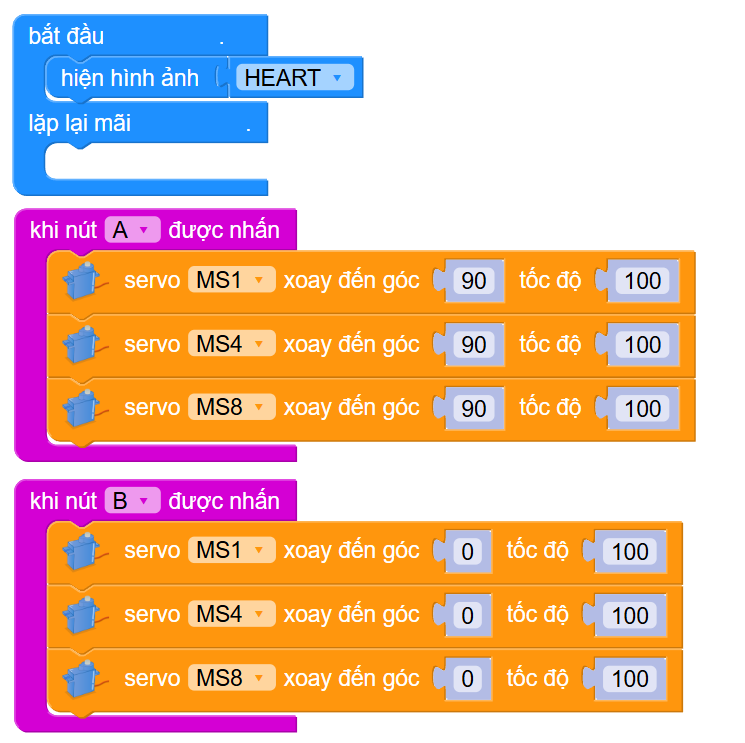 bắt đầu .
hiện hình ảnh HEART
lặp lại mãi .
khi nút A được nhấn
servo MS1 xoay đến góc 90 tốc độ 100
servo MS4 xoay đến góc 90 tốc độ 100
servo MS8 xoay đến góc 90 tốc độ 100
khi nút B được nhấn
servo MS1 xoay đến góc 0 tốc độ 100
servo MS4 xoay đến góc 0 tốc độ 100
servo MS8 xoay đến góc 0 tốc độ 100